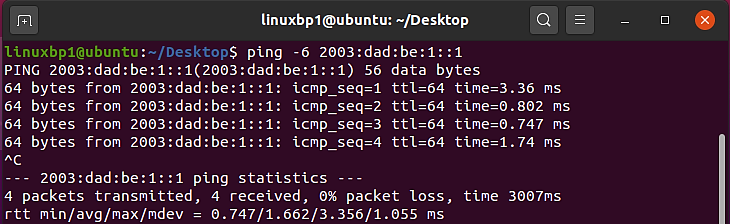 linuxbp1@ubuntu: ~/Desktop
linuxbp1@ubuntu:~/Desktop$ ping -6 2003:dad:be:1::1
PING 2003:dad:be:1::1(2003:dad:be:1::1) 56 data bytes
64 bytes from 2003:dad:be:1::1: icmp_seq=1 ttl=64 time=3.36 ms
64 bytes from 2003:dad:be:1::1: icmp_seq=2 ttl=64 time=0.802 ms
64 bytes from 2003:dad:be:1::1: icmp_seq=3 ttl=64 time=0.747 ms
64 bytes from 2003:dad:be:1::1: icmp_seq=4 ttl=64 time=1.74 ms
^C
--- 2003:dad:be:1::1 ping statistics ---
4 packets transmitted, 4 received, 0% packet loss, time 3007ms
rtt min/avg/max/mdev = 0.747/1.662/3.356/1.055 ms